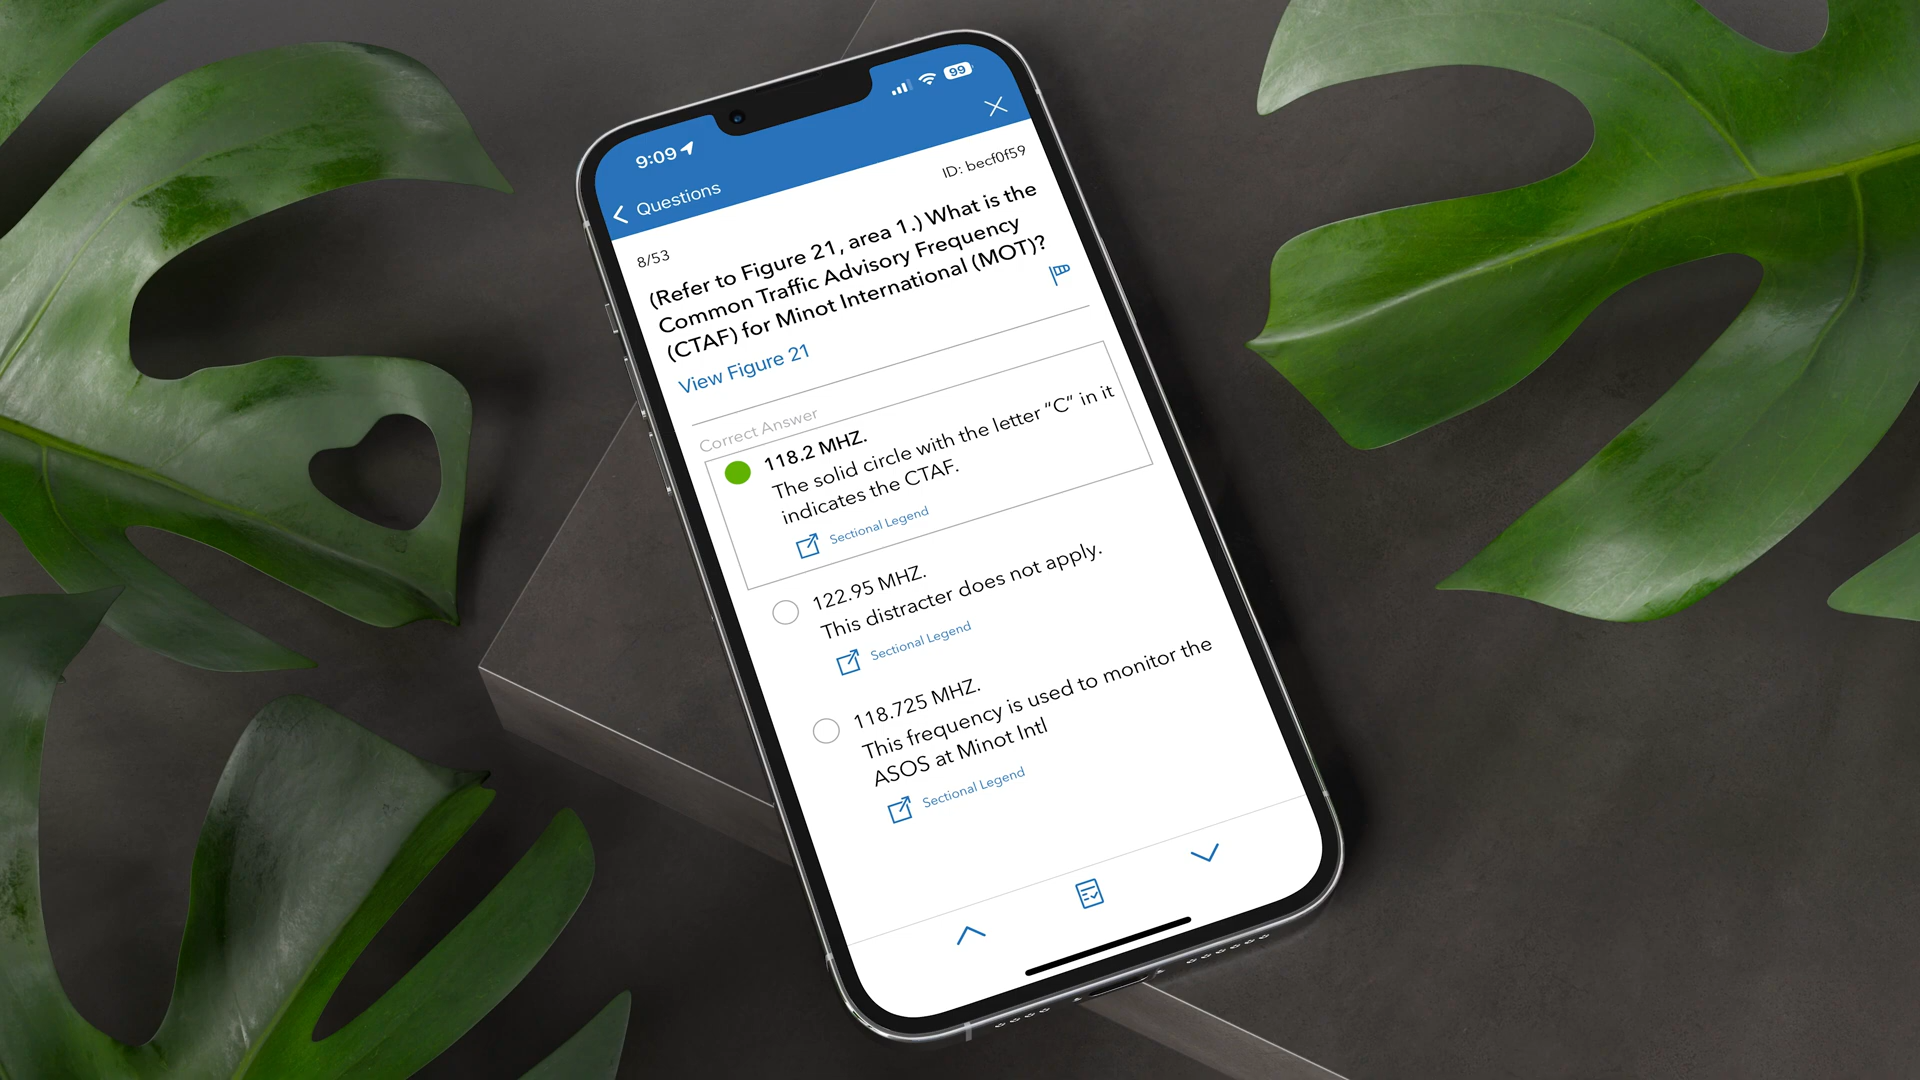 9:09
99
Questions
ID: becf0f59
8/53
(Refer to Figure 21, area 1.) What is the
Common Traffic Advisory Frequency
(CTAF) for Minot International (MOT)?
View Figure 21
Correct Answer
118.2 MHZ.
The solid circle with the letter “C” in it
indicates the CTAF.
Sectional Legend
122.95 MHZ.
This distracter does not apply.
Sectional Legend
118.725 MHZ.
This frequency is used to monitor the
ASOS at Minot Intl
Sectional Legend